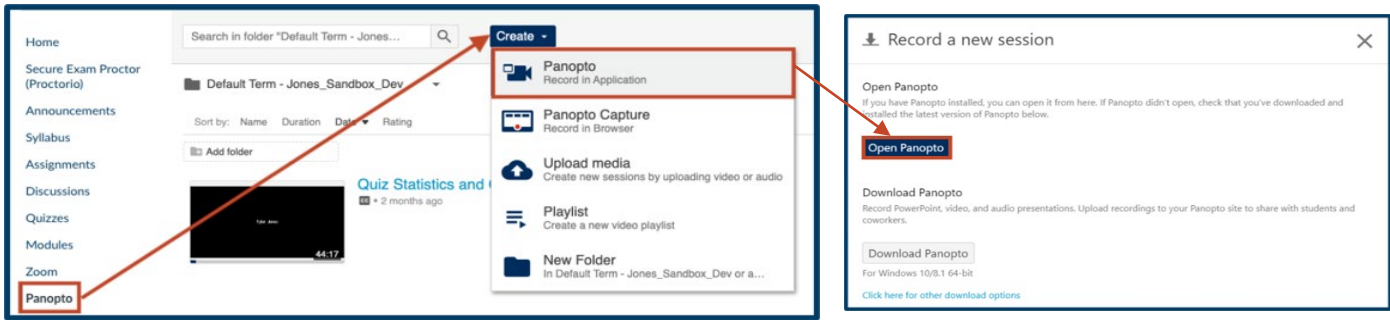 Home
Secure Exam Proctor
(Proctorio)
Announcements
Syllabus
Assignments
Discussions
Quizzes
Modules
Zoom
Panopto
Search in folder "Default Term - Jones...
Create
Default Term - Jones_Sandbox_Dev
Sort by: Name Duration Date Rating
Add folder
44:17
Quiz Statistics and
CC • 2 months ago
Panopto
Record in Application
Panopto Capture
Record in Browser
Upload media
Create new sessions by uploading video or audio
Playlist
Create a new video playlist
New Folder
In Default Term - Jones_Sandbox_Dev or a...
Record a new session
Open Panopto
If you have Panopto installed, you can open it from here. If Panopto didn't open, check that you've downloaded and
installed the latest version of Panopto below.
Open Panopto
Download Panopto
Record PowerPoint, video, and audio presentations. Upload recordings to your Panopto site to share with students and
coworkers.
Download Panopto
For Windows 10/8.1 64-bit
Click here for other download options